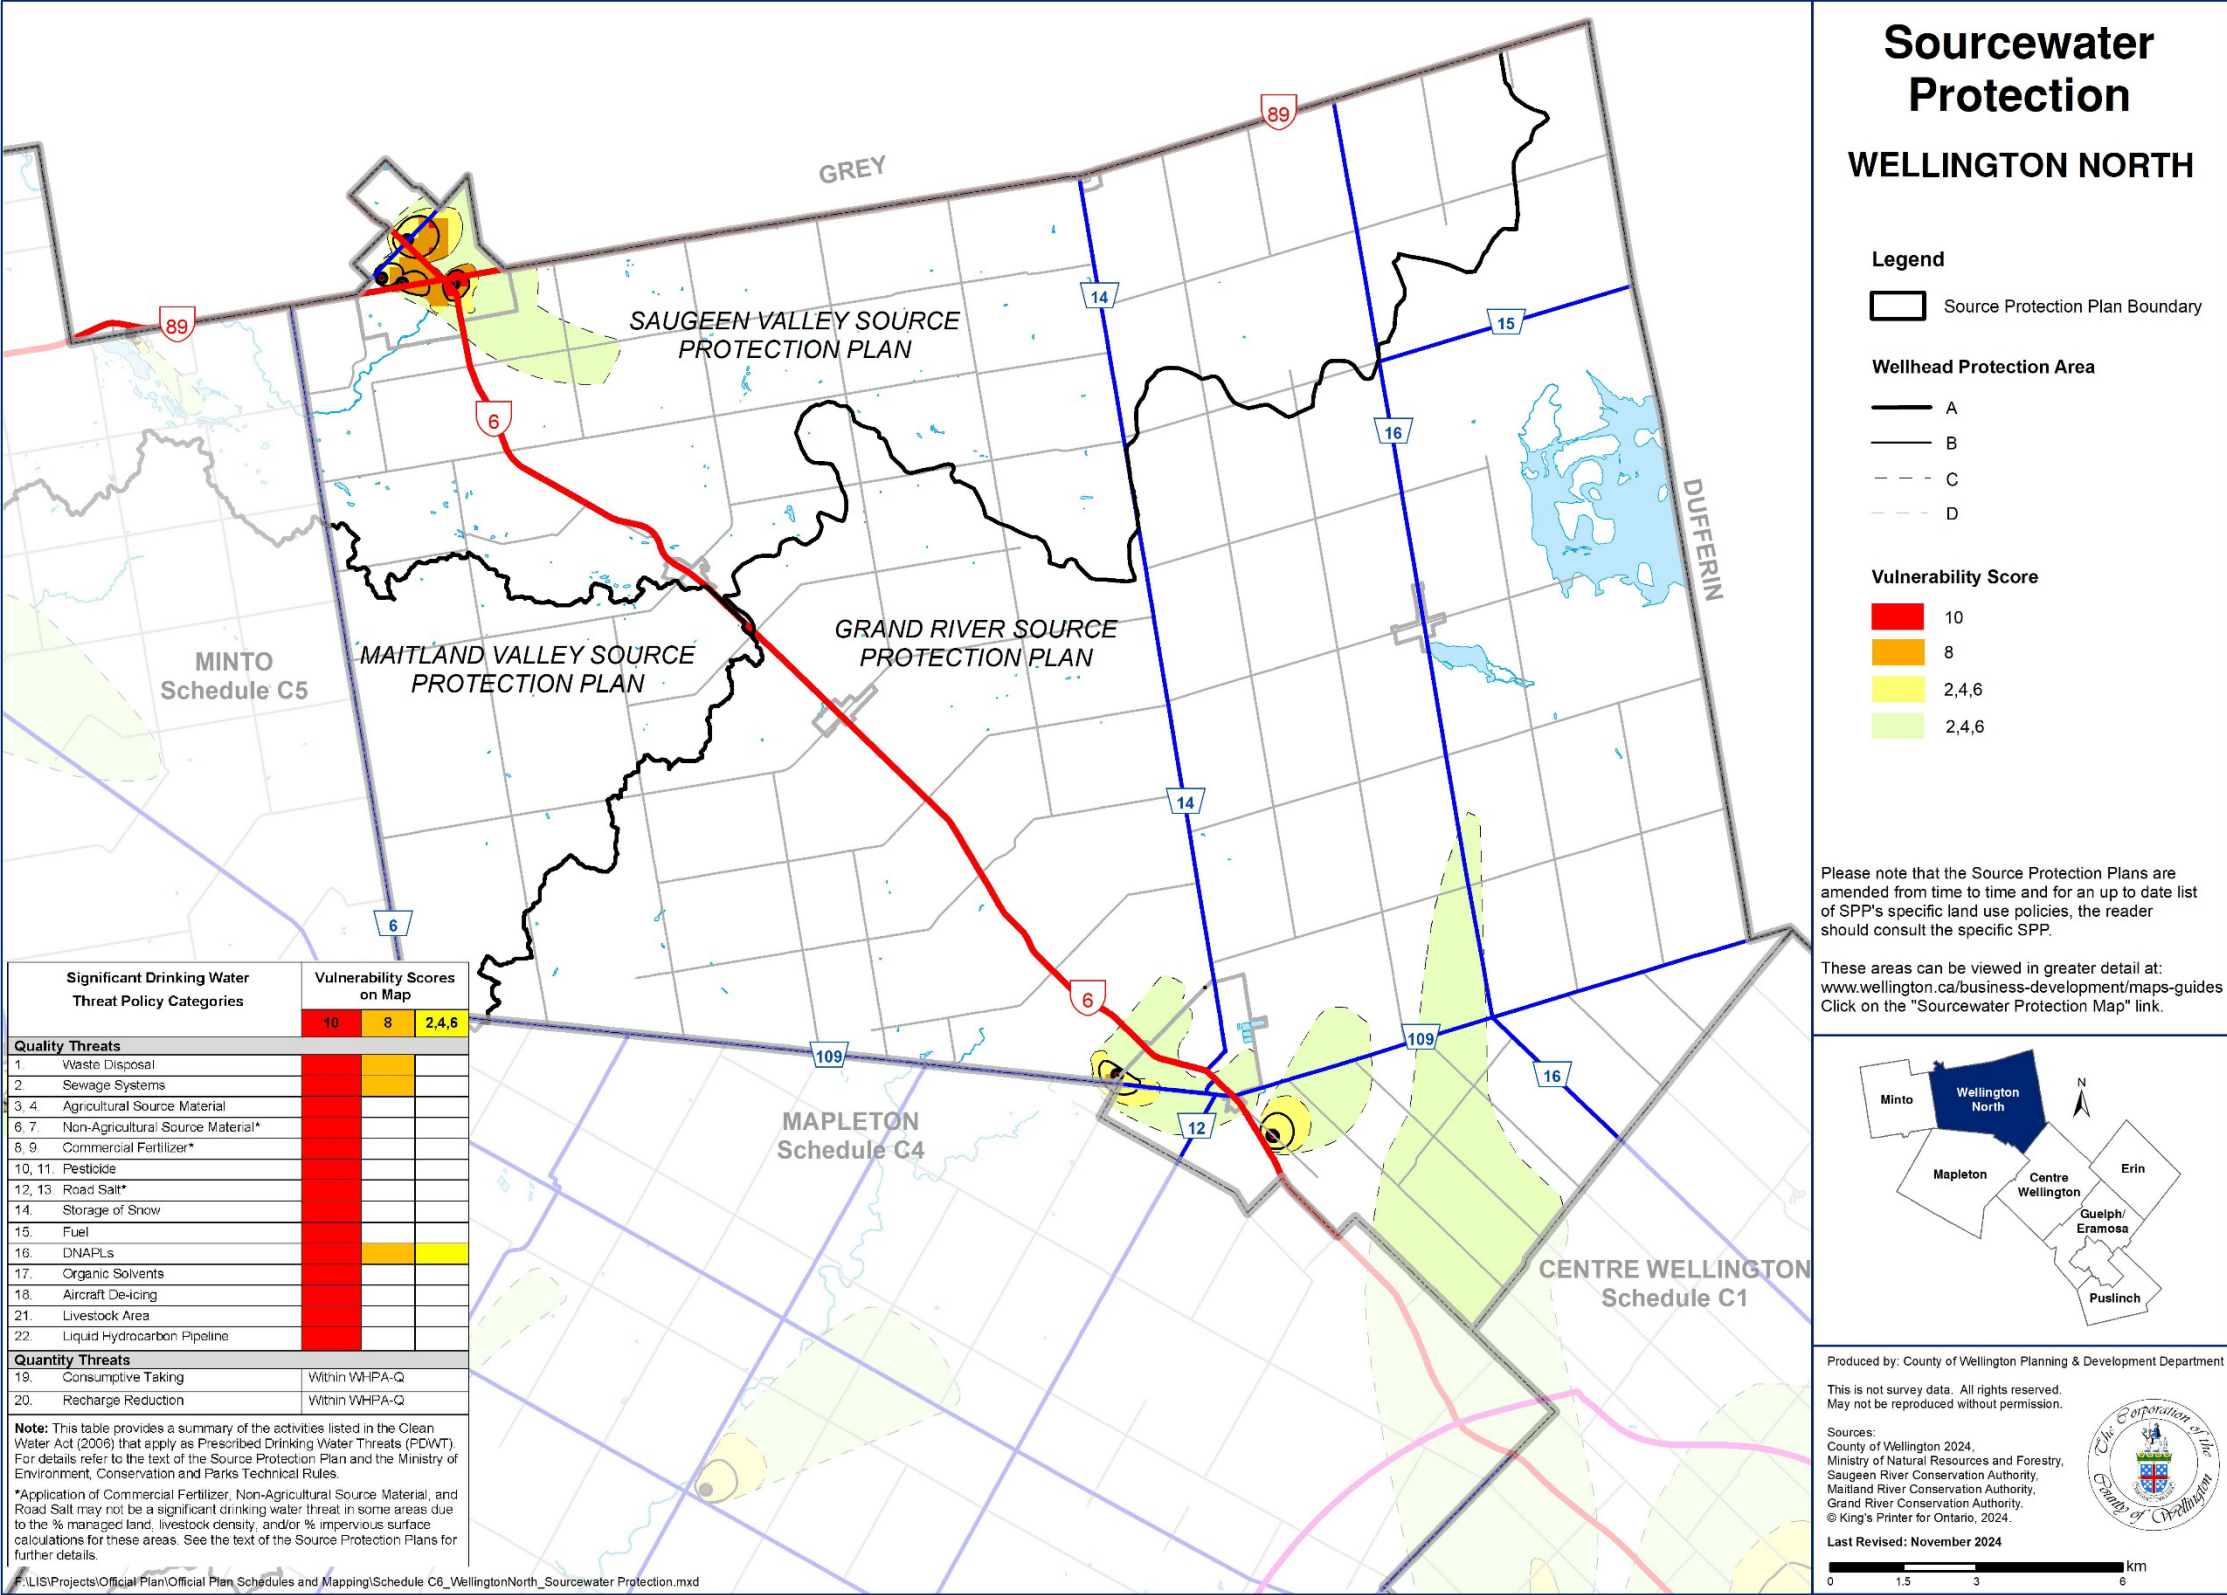 Sourcewater
Protection
WELLINGTON NORTH
Legend
Source Protection Plan Boundary
Wellhead Protection Area
A
B
C
D
Vulnerability Score
10
8
2,4,6
2,4,6
Please note that the Source Protection Plans are
amended from time to time and for an up to date list
of SPP's specific land use policies, the reader
should consult the specific SPP.
These areas can be viewed in greater detail at:
www.wellington.ca/business-development/maps-guides
Click on the "Sourcewater Protection Map" link.
N
Minto
Wellington
North
Mapleton
Centre
Wellington
Erin
Guelph/
Eramosa
Puslinch
Produced by: County of Wellington Planning & Development Department
This is not survey data. All rights reserved.
May not be reproduced without permission.
Sources:
County of Wellington 2024,
Ministry of Natural Resources and Forestry,
Saugeen River Conservation Authority,
Maitland River Conservation Authority,
Grand River Conservation Authority.
© King's Printer for Ontario, 2024.
The Corporation of the
County of Wellington
Last Revised: November 2024
km
0 1.5 3 6
GREY
89
89
SAUGEEN VALLEY SOURCE
PROTECTION PLAN
14
15
6
16
DUFFERIN
GRAND RIVER SOURCE
PROTECTION PLAN
MAITLAND VALLEY SOURCE
PROTECTION PLAN
MINTO
Schedule C5
14
6
6
109
109
16
12
MAPLETON
Schedule C4
CENTRE WELLINGTON
Schedule C1
Significant Drinking Water
Threat Policy Categories
Vulnerability Scores
on Map
10 8 2,4,6
Quality Threats
1. Waste Disposal
2. Sewage Systems
3, 4. Agricultural Source Material
6, 7. Non-Agricultural Source Material*
8, 9. Commercial Fertilizer*
10, 11. Pesticide
12, 13. Road Salt*
14. Storage of Snow
15. Fuel
16. DNAPLs
17. Organic Solvents
18. Aircraft De-icing
21. Livestock Area
22. Liquid Hydrocarbon Pipeline
Quantity Threats
19. Consumptive Taking Within WHPA-Q
20. Recharge Reduction Within WHPA-Q
Note: This table provides a summary of the activities listed in the Clean
Water Act (2006) that apply as Prescribed Drinking Water Threats (PDWT).
For details refer to the text of the Source Protection Plan and the Ministry of
Environment, Conservation and Parks Technical Rules.
*Application of Commercial Fertilizer, Non-Agricultural Source Material, and
Road Salt may not be a significant drinking water threat in some areas due
to the % managed land, livestock density, and/or % impervious surface
calculations for these areas. See the text of the Source Protection Plans for
further details.
F:\LIS\Projects\Official Plan\Official Plan Schedules and Mapping\Schedule C6_WellingtonNorth_Sourcewater Protection.mxd